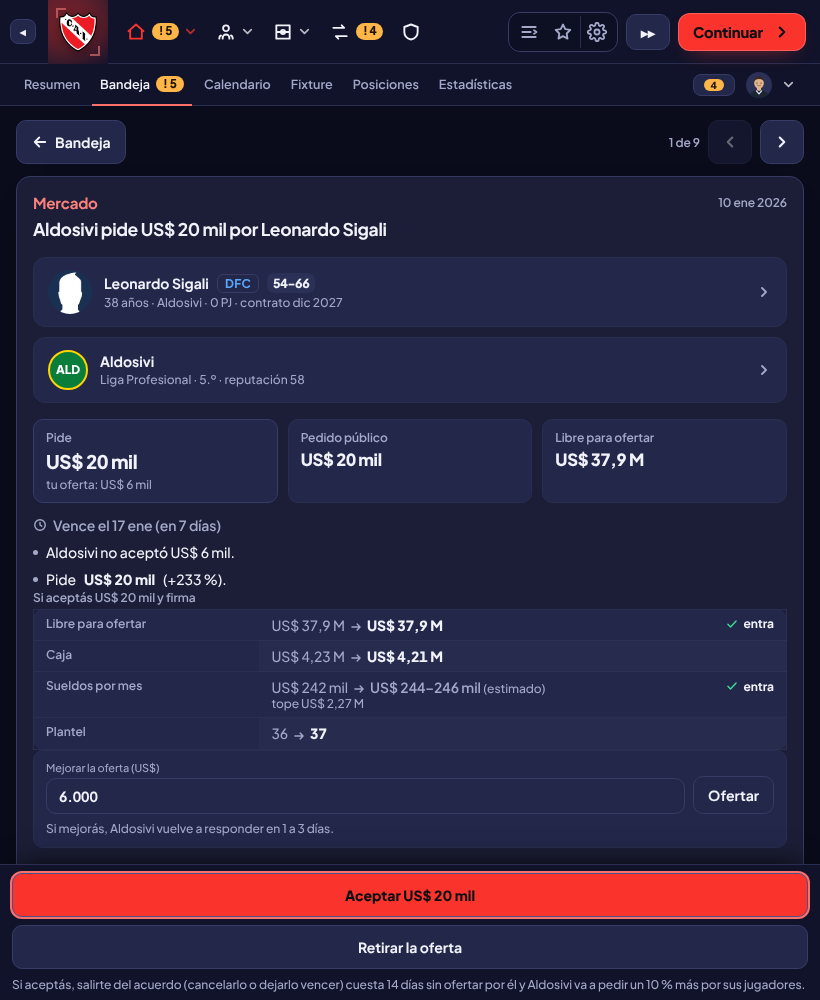 ! 5
! 4
Continuar
Resumen
Bandeja ! 5
Calendario
Fixture
Posiciones
Estadísticas
4
Bandeja
1 de 9
Mercado
10 ene 2026
Aldosivi pide US$ 20 mil por Leonardo Sigali
Leonardo Sigali DFC 54–66
38 años · Aldosivi · 0 PJ · contrato dic 2027
ALD
Aldosivi
Liga Profesional · 5.º · reputación 58
Pide
US$ 20 mil
tu oferta: US$ 6 mil
Pedido público
US$ 20 mil
Libre para ofertar
US$ 37,9 M
Vence el 17 ene (en 7 días)
Aldosivi no aceptó US$ 6 mil.
Pide US$ 20 mil (+233 %).
Si aceptás US$ 20 mil y firma
Libre para ofertar US$ 37,9 M → US$ 37,9 M entra
Caja US$ 4,23 M → US$ 4,21 M
Sueldos por mes US$ 242 mil → US$ 244–246 mil (estimado) entra
tope US$ 2,27 M
Plantel 36 → 37
Mejorar la oferta (US$)
6.000
Ofertar
Si mejorás, Aldosivi vuelve a responder en 1 a 3 días.
Aceptar US$ 20 mil
Retirar la oferta
Si aceptás, salirte del acuerdo (cancelarlo o dejarlo vencer) cuesta 14 días sin ofertar por él y Aldosivi va a pedir un 10 % más por sus jugadores.